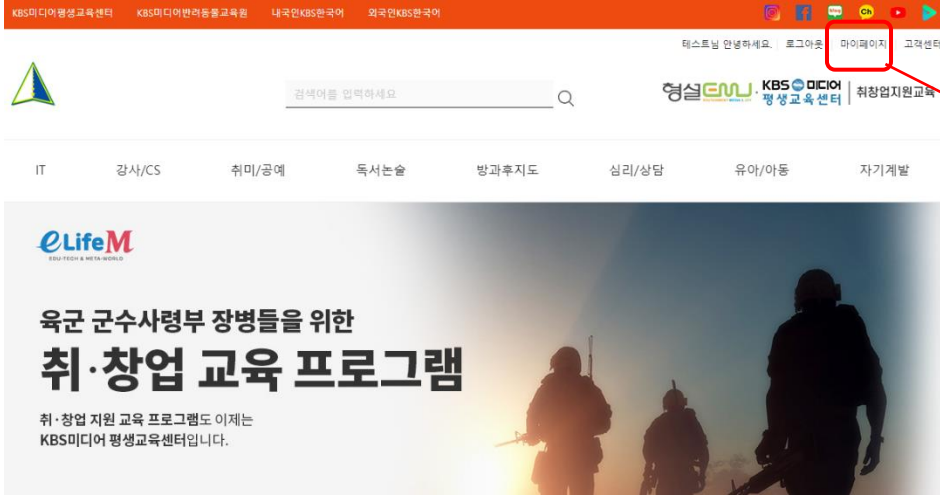 KBS미디어평생교육센터 KBS미디어반려동물교육원 내국인KBS한국어 외국인KBS한국어
blog Ch
테스트님 안녕하세요. 로그아웃 마이페이지 고객센터
검색어를 입력하세요
형설EMJ · KBS 미디어 평생교육센터 | 취창업지원교육
IT 강사/CS 취미/공예 독서논술 방과후지도 심리/상담 유아/아동 자기계발
eLifeM
EDU-TECH & META-WORLD
육군 군수사령부 장병들을 위한
취·창업 교육 프로그램
취·창업 지원 교육 프로그램도 이제는
KBS미디어 평생교육센터입니다.